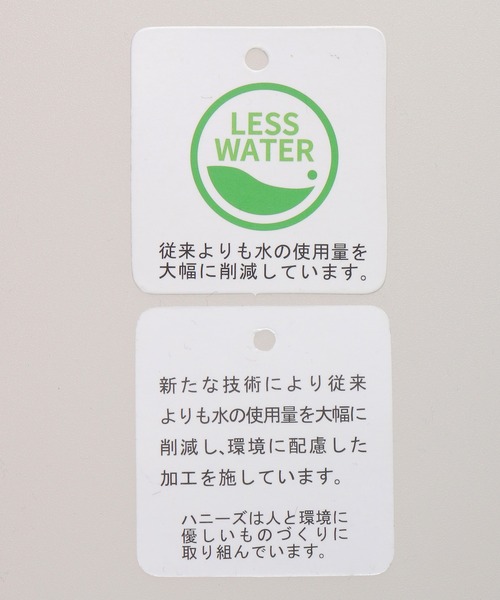 LESS
WATER
従来よりも水の使用量を
大幅に削減しています。
新たな技術により従来
よりも水の使用量を大幅に
削減し、環境に配慮した
加工を施しています。
ハニーズは人と環境に
優しいものづくりに
取り組んでいます。